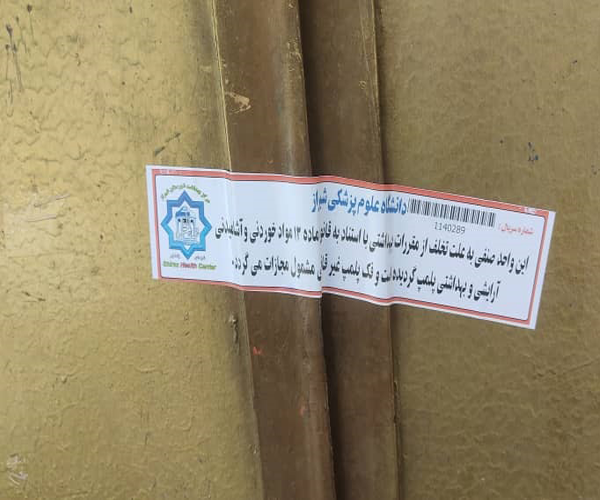 دانشگاه علوم پزشکی شیراز
شماره سریال:
1140289
این واحد صنفی به علت تخلف از مقررات بهداشتی با استناد به قانون ماده ۱۳ مواد خوردنی و آشامیدنی
آرایشی و بهداشتی پلمپ گردیده است و فک پلمپ غیر قانونی مشمول مجازات می گردد.
Shiraz Health Center